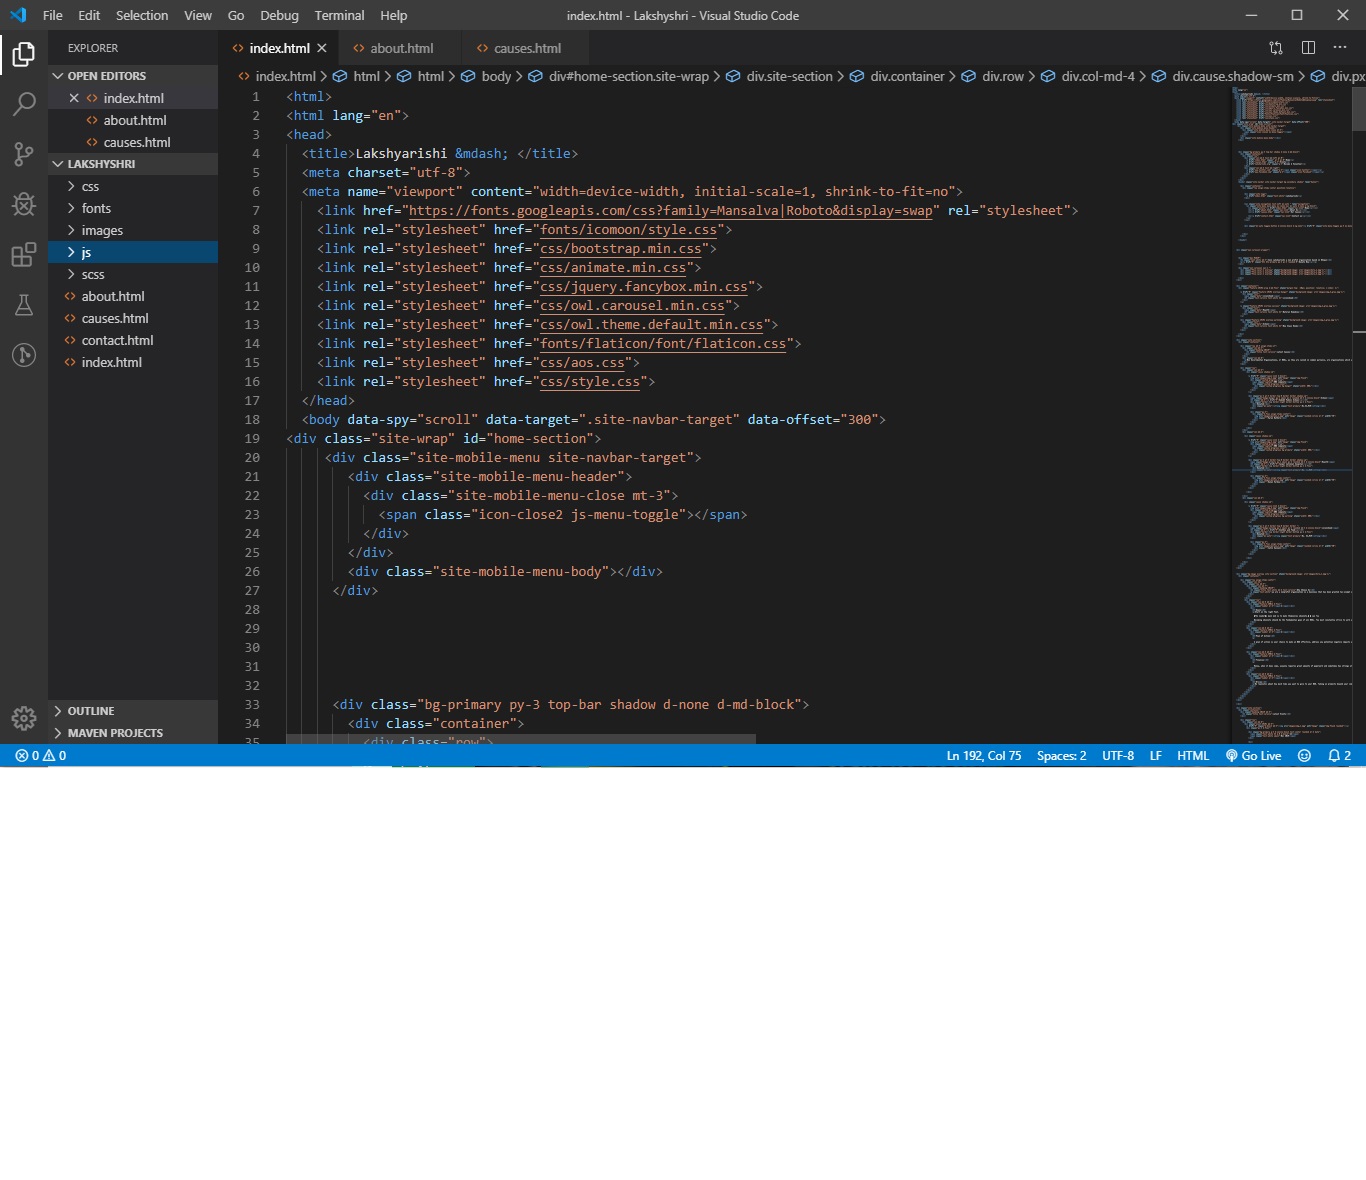 File Edit Selection View Go Debug Terminal Help index.html - Lakshyshri - Visual Studio Code
EXPLORER
OPEN EDITORS
index.html
about.html
causes.html
LAKSHYSHRI
css
fonts
images
js
scss
about.html
causes.html
contact.html
index.html
OUTLINE
MAVEN PROJECTS
index.html about.html causes.html
index.html > html > html > body > div#home-section.site-wrap > div.site-section > div.container > div.row > div.col-md-4 > div.cause.shadow-sm > div.px
1 <html>
2 <html lang="en">
3 <head>
4 <title>Lakshyarishi &mdash; </title>
5 <meta charset="utf-8">
6 <meta name="viewport" content="width=device-width, initial-scale=1, shrink-to-fit=no">
7 <link href="https://fonts.googleapis.com/css?family=Mansalva|Roboto&display=swap" rel="stylesheet">
8 <link rel="stylesheet" href="fonts/icomoon/style.css">
9 <link rel="stylesheet" href="css/bootstrap.min.css">
10 <link rel="stylesheet" href="css/animate.min.css">
11 <link rel="stylesheet" href="css/jquery.fancybox.min.css">
12 <link rel="stylesheet" href="css/owl.carousel.min.css">
13 <link rel="stylesheet" href="css/owl.theme.default.min.css">
14 <link rel="stylesheet" href="fonts/flaticon/font/flaticon.css">
15 <link rel="stylesheet" href="css/aos.css">
16 <link rel="stylesheet" href="css/style.css">
17 </head>
18 <body data-spy="scroll" data-target=".site-navbar-target" data-offset="300">
19 <div class="site-wrap" id="home-section">
20 <div class="site-mobile-menu site-navbar-target">
21 <div class="site-mobile-menu-header">
22 <div class="site-mobile-menu-close mt-3">
23 <span class="icon-close2 js-menu-toggle"></span>
24 </div>
25 </div>
26 <div class="site-mobile-menu-body"></div>
27 </div>
28
29
30
31
32
33 <div class="bg-primary py-3 top-bar shadow d-none d-md-block">
34 <div class="container">
35 <div class="row">
0 0 Ln 192, Col 75 Spaces: 2 UTF-8 LF HTML Go Live 2